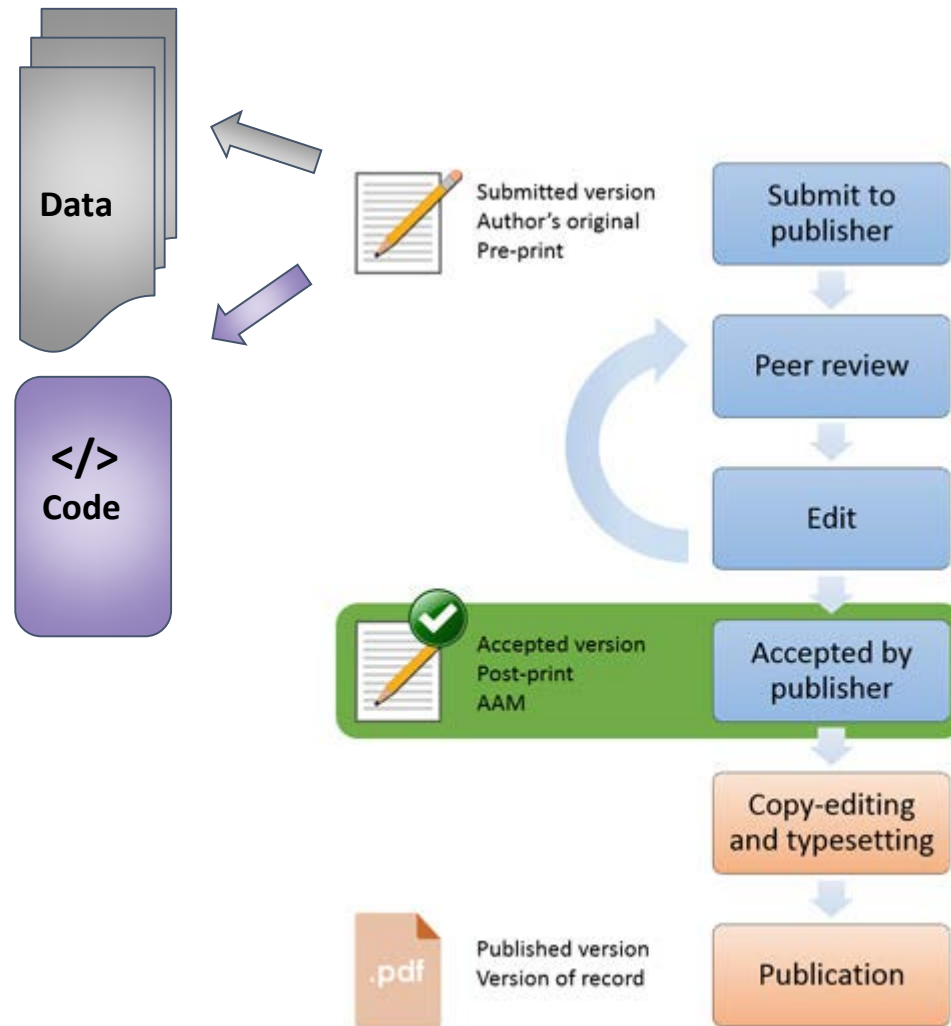 Data
</>
Code
Submitted version
Author's original
Pre-print
Submit to
publisher
Peer review
Edit
Accepted version
Post-print
AAM
Accepted by
publisher
Copy-editing
and typesetting
.pdf
Published version
Version of record
Publication